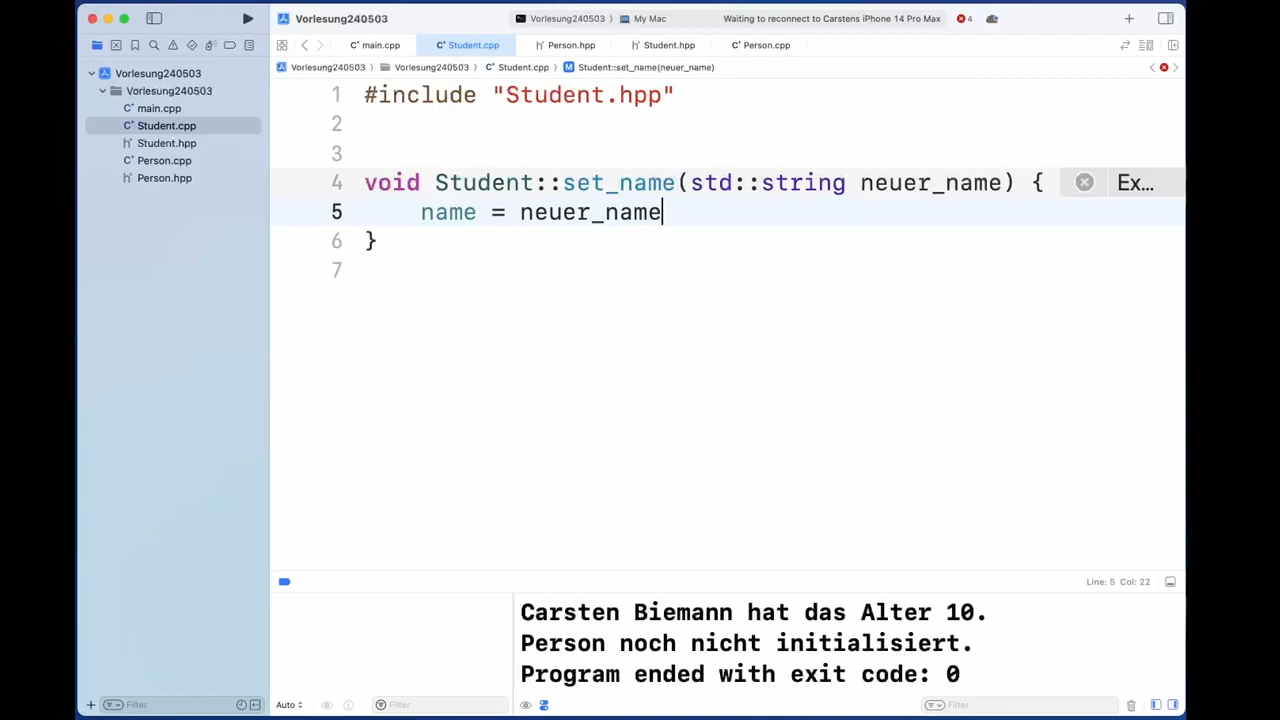 Vorlesung240503
Vorlesung240503 〉 My Mac
Waiting to reconnect to Carstens iPhone 14 Pro Max
4
main.cpp
Student.cpp
Person.hpp
Student.hpp
Person.cpp
Vorlesung240503 〉 Vorlesung240503 〉 Student.cpp 〉 M Student::set_name(neuer_name)
Vorlesung240503
Vorlesung240503
main.cpp
Student.cpp
Student.hpp
Person.cpp
Person.hpp
1 #include "Student.hpp"
2
3
4 void Student::set_name(std::string neuer_name) { Ex...
5 name = neuer_name
6 }
7
Line: 5 Col: 22
Carsten Biemann hat das Alter 10.
Person noch nicht initialisiert.
Program ended with exit code: 0
Filter
Auto
Filter
Filter